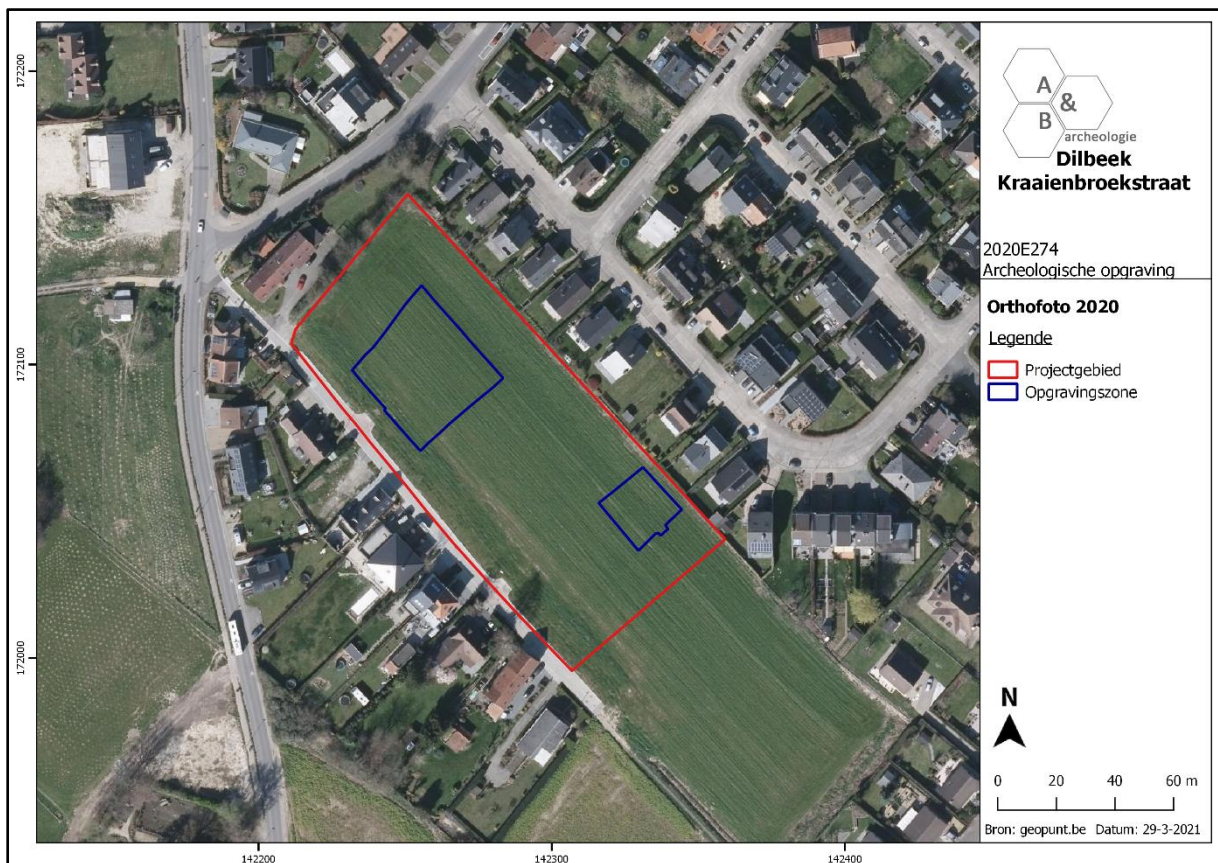 A
&
B
archeologie
Dilbeek
Kraaienbroekstraat
2020E274
Archeologische opgraving
Orthofoto 2020
Legende
Projectgebied
Opgravingszone
N
0 20 40 60 m
Bron: geopunt.be Datum: 29-3-2021
172200
172100
172000
142200 142300 142400